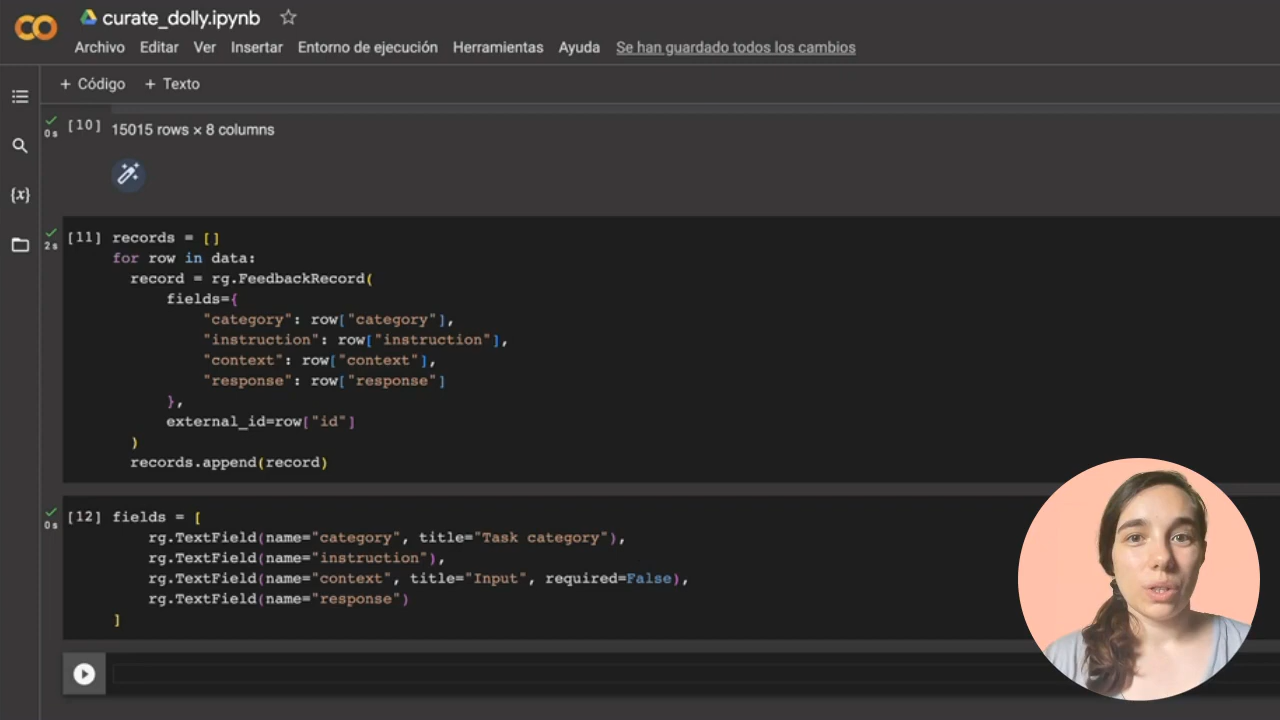 curate_dolly.ipynb
Archivo Editar Ver Insertar Entorno de ejecución Herramientas Ayuda Se han guardado todos los cambios
+ Código + Texto
[10] 15015 rows × 8 columns
0s
{x}
[11] records = []
2s
for row in data:
record = rg.FeedbackRecord(
fields={
"category": row["category"],
"instruction": row["instruction"],
"context": row["context"],
"response": row["response"]
},
external_id=row["id"]
)
records.append(record)
[12] fields = [
0s
rg.TextField(name="category", title="Task category"),
rg.TextField(name="instruction"),
rg.TextField(name="context", title="Input", required=False),
rg.TextField(name="response")
]